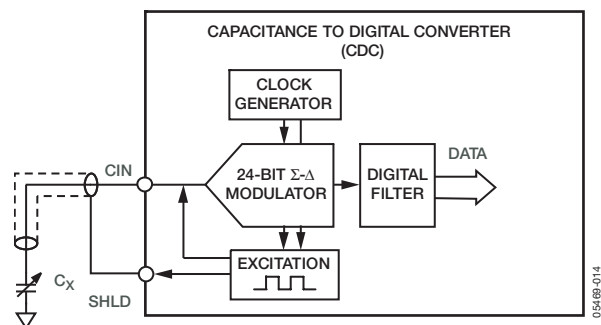 CAPACITANCE TO DIGITAL CONVERTER
(CDC)
CLOCK
GENERATOR
CIN
24-BIT Σ-Δ
MODULATOR
DIGITAL
FILTER
DATA
EXCITATION
CX
SHLD
05469-014